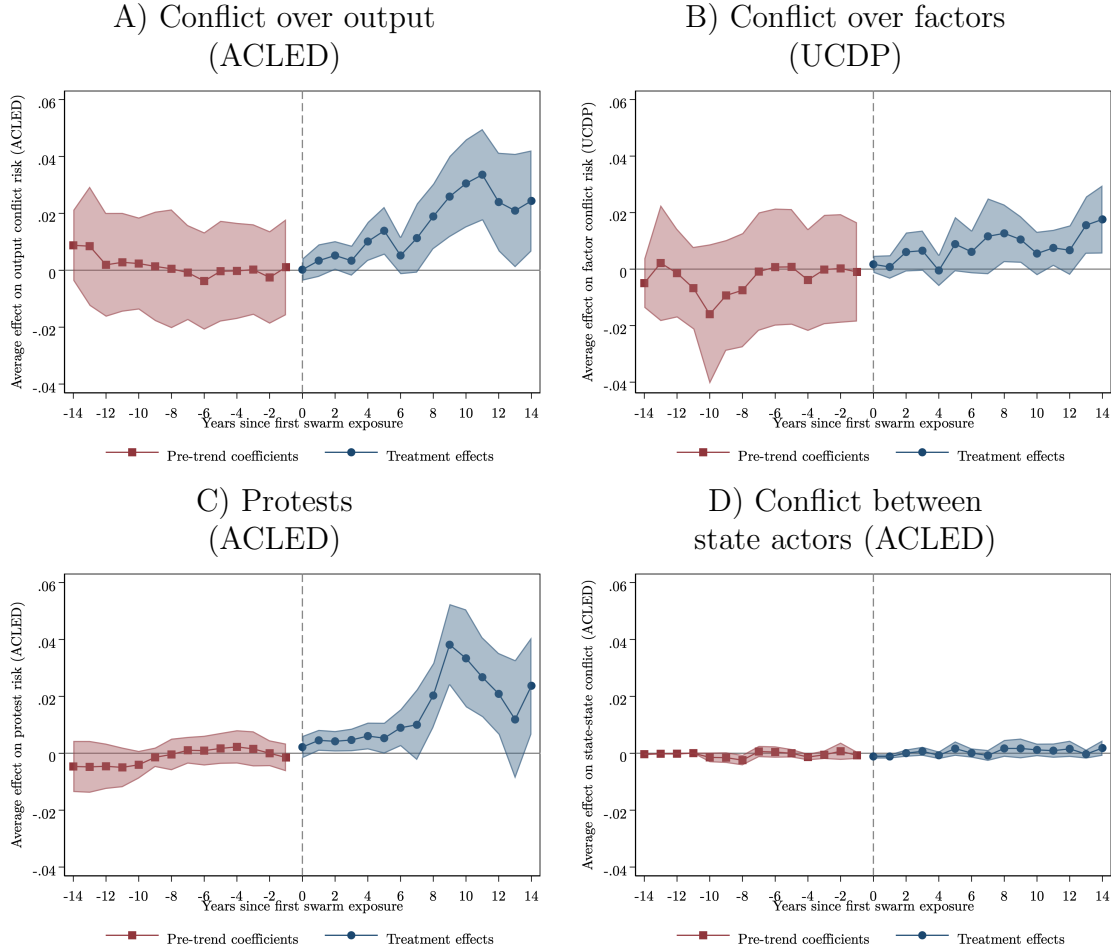 A) Conflict over output
(ACLED)
Average effect on output conflict risk (ACLED)
.06
.04
.02
0
-.02
-.04
-14 -12 -10 -8 -6 -4 -2 0 2 4 6 8 10 12 14
Years since first swarm exposure
Pre-trend coefficients Treatment effects
B) Conflict over factors
(UCDP)
Average effect on factor conflict risk (UCDP)
.06
.04
.02
0
-.02
-.04
-14 -12 -10 -8 -6 -4 -2 0 2 4 6 8 10 12 14
Years since first swarm exposure
Pre-trend coefficients Treatment effects
C) Protests
(ACLED)
Average effect on protest risk (ACLED)
.06
.04
.02
0
-.02
-.04
-14 -12 -10 -8 -6 -4 -2 0 2 4 6 8 10 12 14
Years since first swarm exposure
Pre-trend coefficients Treatment effects
D) Conflict between
state actors (ACLED)
Average effect on state-state conflict (ACLED)
.06
.04
.02
0
-.02
-.04
-14 -12 -10 -8 -6 -4 -2 0 2 4 6 8 10 12 14
Years since first swarm exposure
Pre-trend coefficients Treatment effects